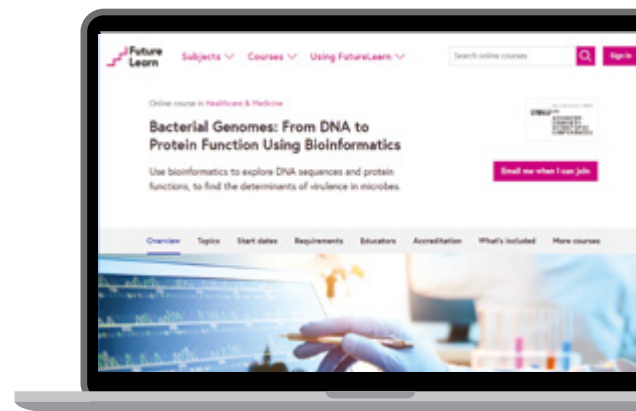 Future
Learn
Subjects
Courses
Using FutureLearn
Search online courses
Sign in
Online course in Healthcare & Medicine
Bacterial Genomes: From DNA to
Protein Function Using Bioinformatics
Use bioinformatics to explore DNA sequences and protein
functions, to find the determinants of virulence in microbes.
Email me when I can join
Overview Topics Start dates Requirements Educators Accreditation What's included More courses